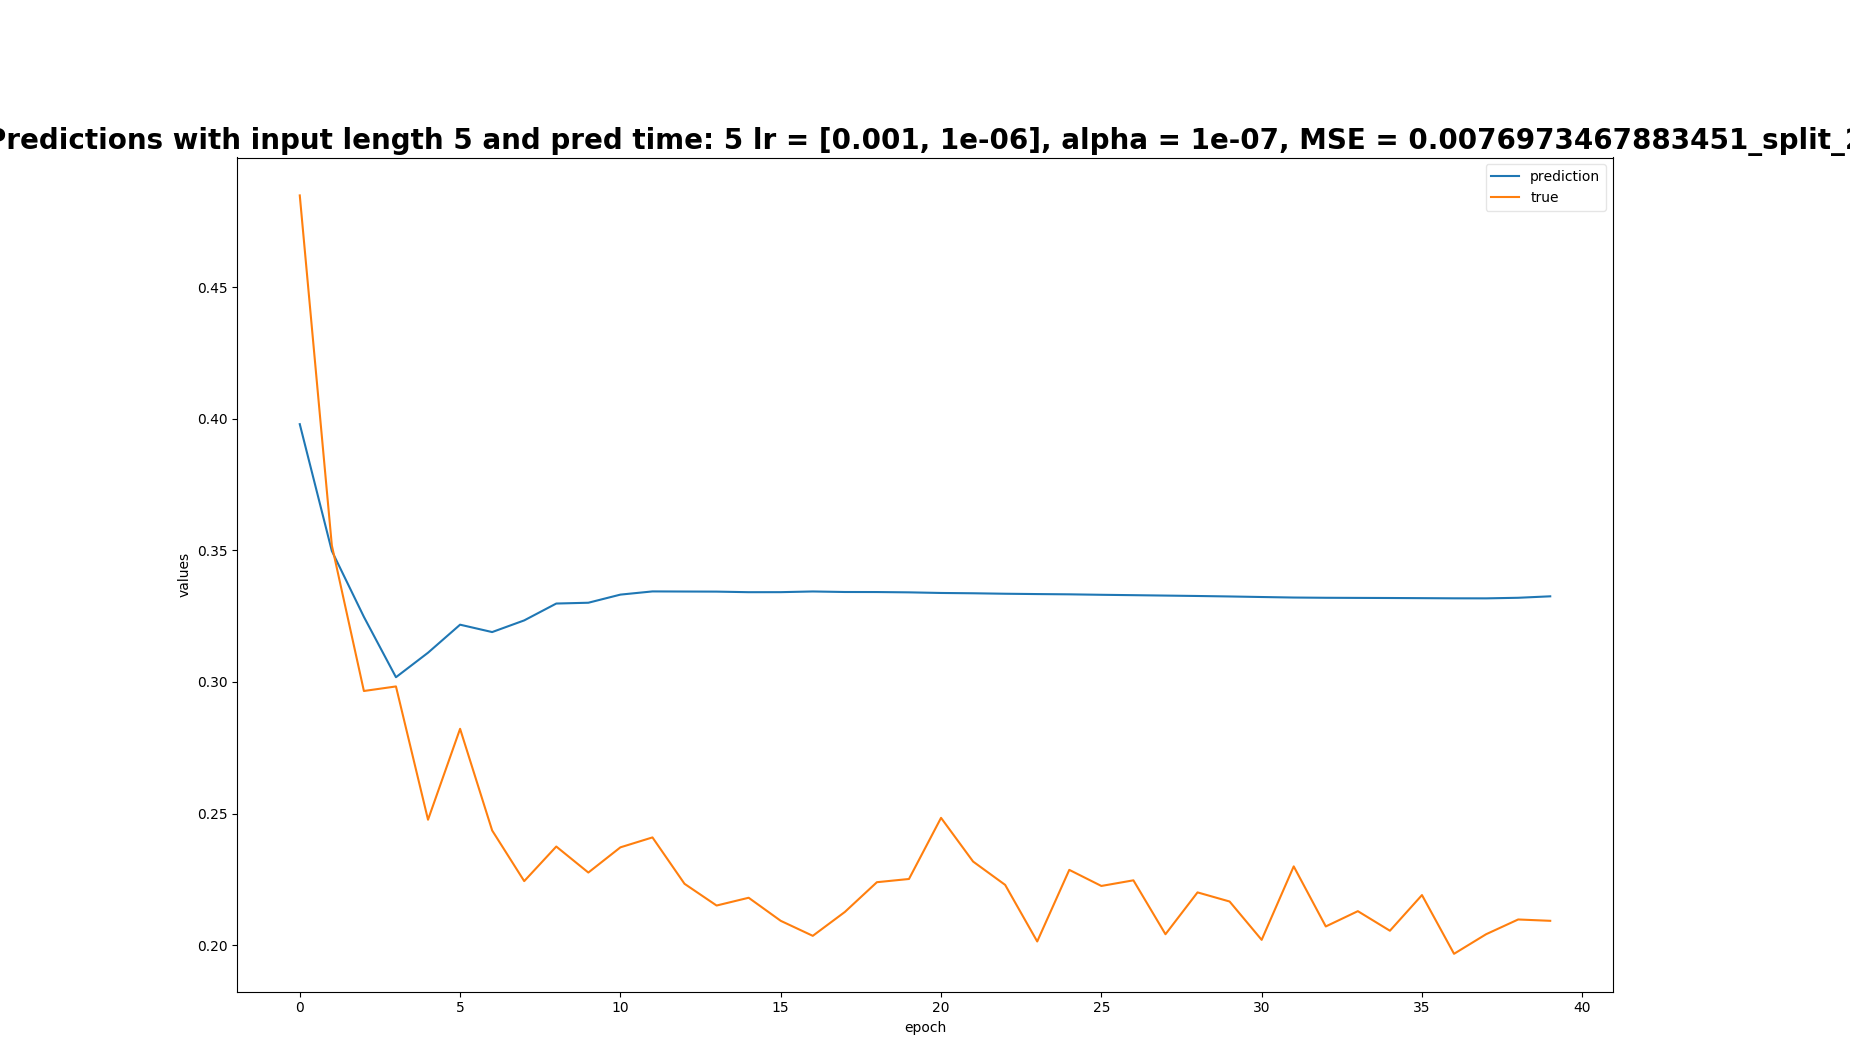 Predictions with input length 5 and pred time: 5 lr = [0.001, 1e-06], alpha = 1e-07, MSE = 0.0076973467883451_split_2
prediction
true
values
0.45
0.40
0.35
0.30
0.25
0.20
0 5 10 15 20 25 30 35 40
epoch